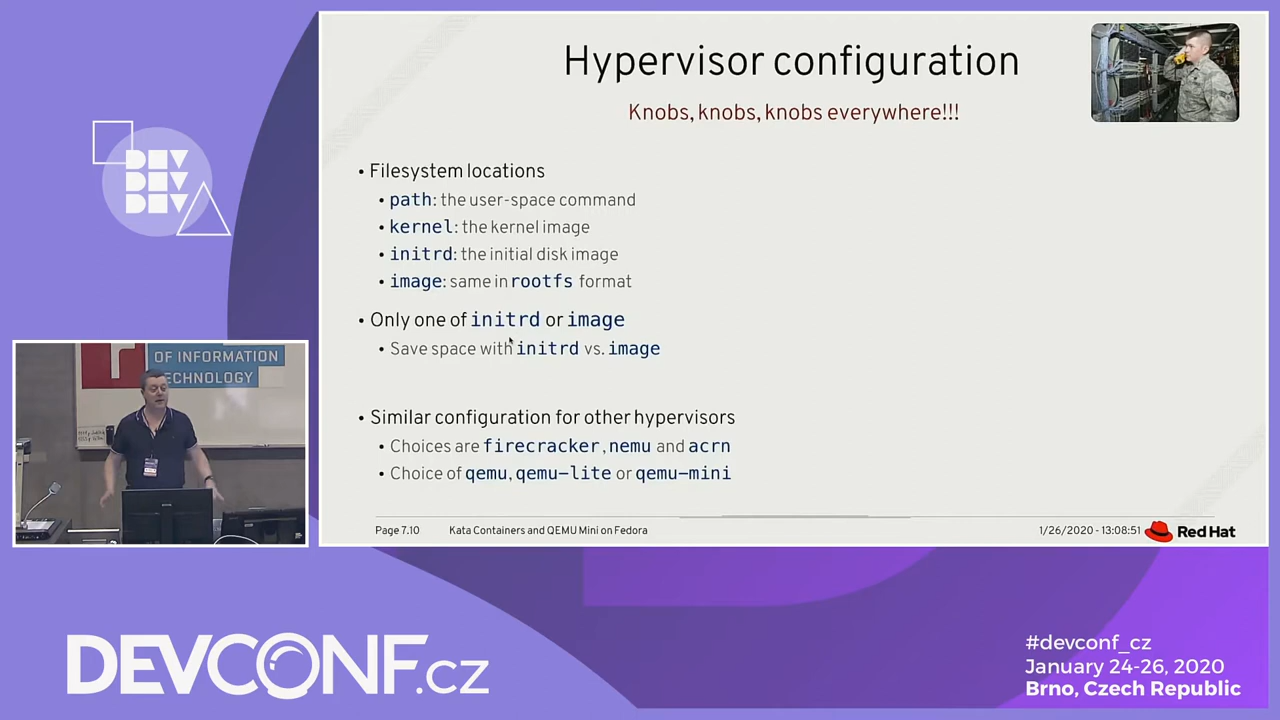 Hypervisor configuration
Knobs, knobs, knobs everywhere!!!
• Filesystem locations
• path: the user-space command
• kernel: the kernel image
• initrd: the initial disk image
• image: same in rootfs format
• Only one of initrd or image
• Save space with initrd vs. image
• Similar configuration for other hypervisors
• Choices are firecracker, nemu and acrn
• Choice of qemu, qemu-lite or qemu-mini
Page 7.10 Kata Containers and QEMU Mini on Fedora 1/26/2020 - 13:08:51 Red Hat
DEV
DEV
DEV
OF INFORMATION
TECHNOLOGY
DEVCONF.cz
#devconf_cz
January 24-26, 2020
Brno, Czech Republic